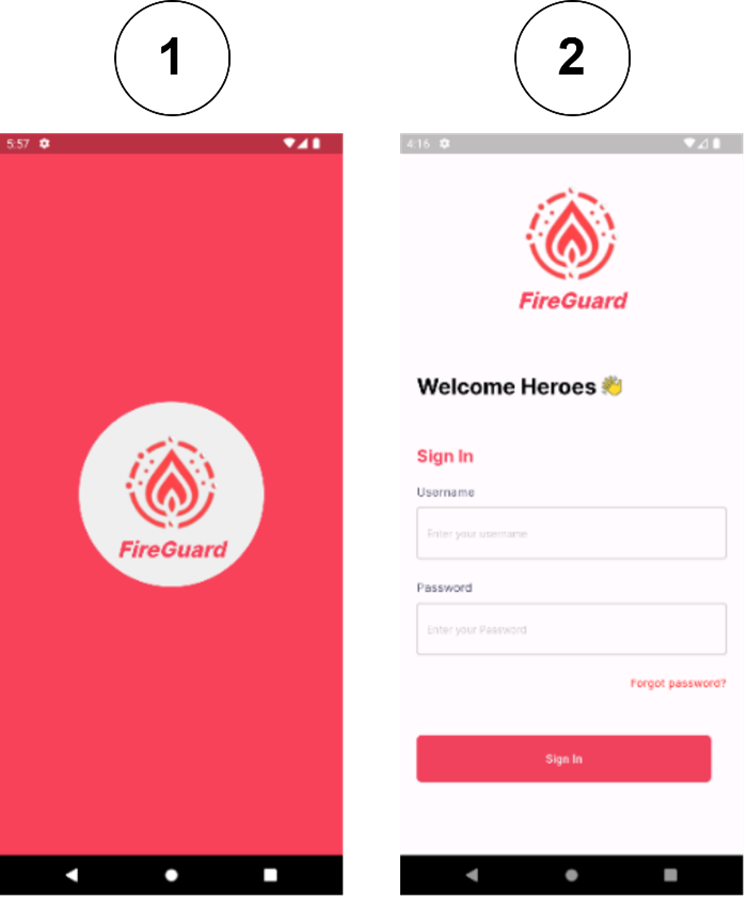 1
2
5:57
FireGuard
4:16
FireGuard
Welcome Heroes 👋
Sign In
Username
Enter your username
Password
Enter your Password
Forgot password?
Sign In